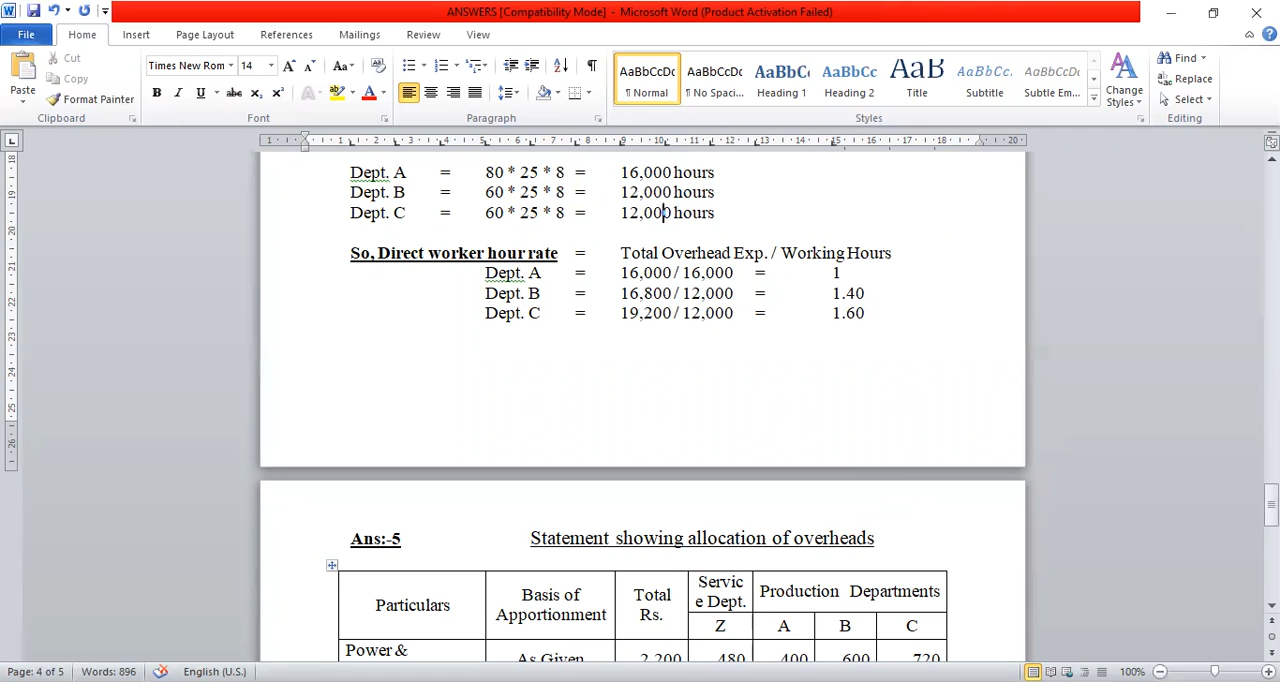 ANSWERS [Compatibility Mode] - Microsoft Word (Product Activation Failed)
File Home Insert Page Layout References Mailings Review View
Paste Cut Copy Format Painter Clipboard
Times New Rom 14 Font
Paragraph
AaBbCcDc AaBbCcDc AaBbC AaBbCc AaB AaBbCc. AaBbCcDc
¶ Normal ¶ No Spaci... Heading 1 Heading 2 Title Subtitle Subtle Em...
Change Styles Styles
Find Replace Select Editing
Dept. A = 80 * 25 * 8 = 16,000 hours
Dept. B = 60 * 25 * 8 = 12,000 hours
Dept. C = 60 * 25 * 8 = 12,000 hours
So, Direct worker hour rate = Total Overhead Exp. / Working Hours
Dept. A = 16,000 / 16,000 = 1
Dept. B = 16,800 / 12,000 = 1.40
Dept. C = 19,200 / 12,000 = 1.60
Ans:-5 Statement showing allocation of overheads
Particulars Basis of Apportionment Total Rs. Service Dept. Production Departments
Z A B C
Power & As Given 2,200 480 400 600 720
Page: 4 of 5 Words: 896 English (U.S.) 100%